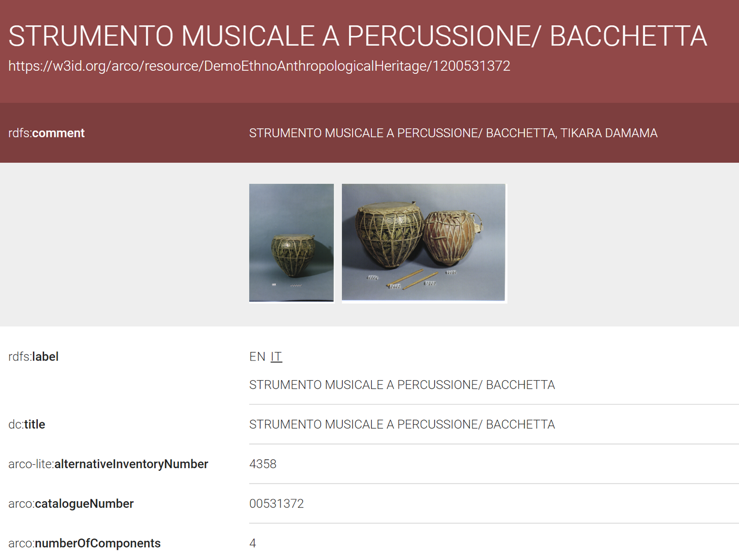 STRUMENTO MUSICALE A PERCUSSIONE/ BACCHETTA
https://w3id.org/arco/resource/DemoEthnoAnthropologicalHeritage/1200531372
rdfs:comment STRUMENTO MUSICALE A PERCUSSIONE/ BACCHETTA, TIKARA DAMAMA
rdfs:label EN IT
STRUMENTO MUSICALE A PERCUSSIONE/ BACCHETTA
dc:title STRUMENTO MUSICALE A PERCUSSIONE/ BACCHETTA
arco-lite:alternativeInventoryNumber 4358
arco:catalogueNumber 00531372
arco:numberOfComponents 4